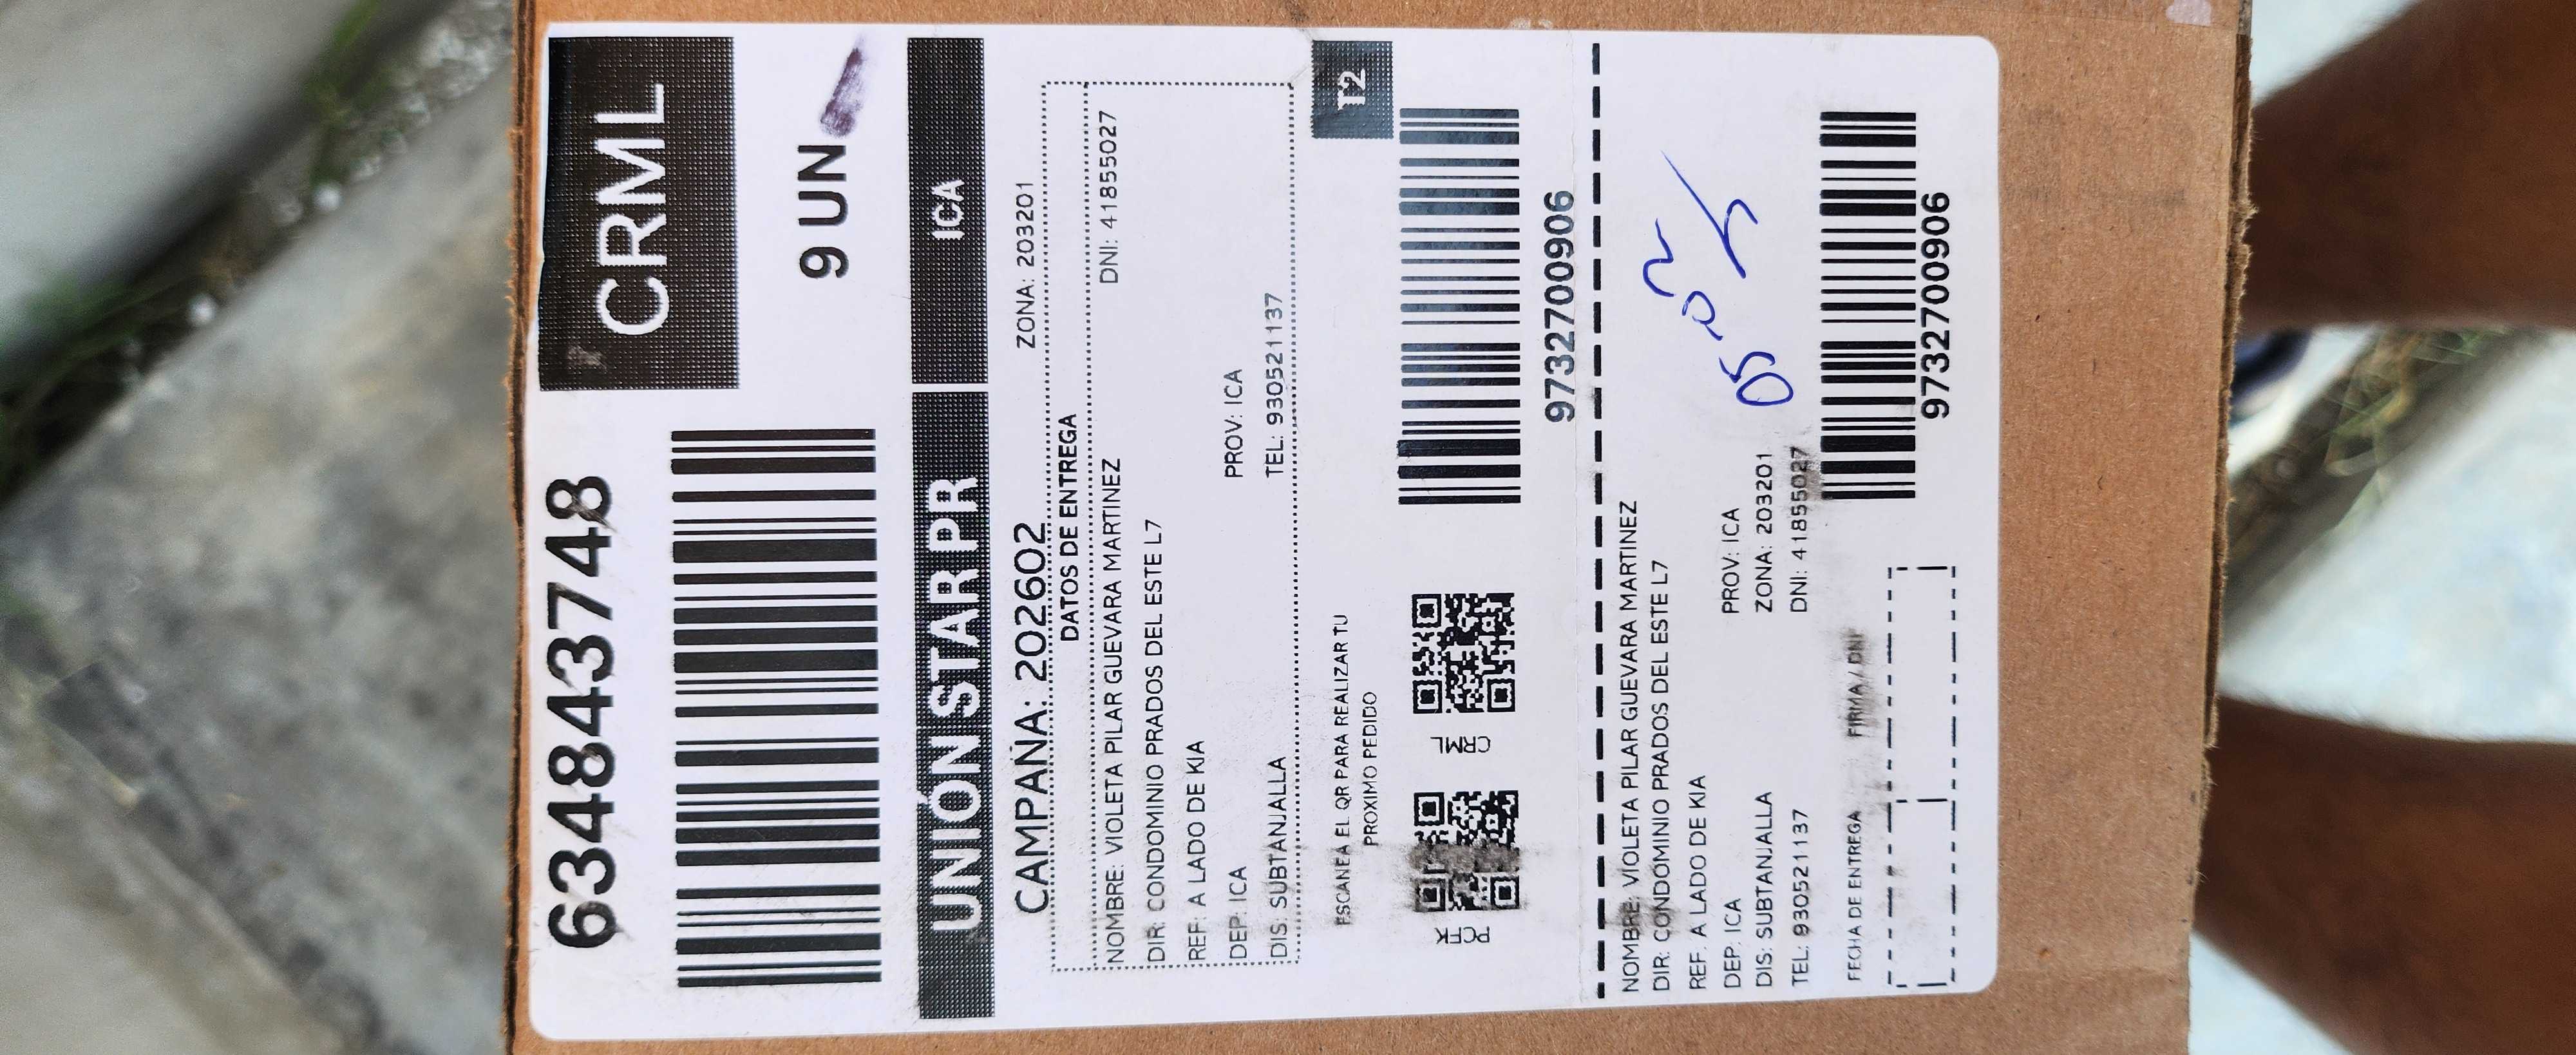 6348433748
CRML
9 UN
UNION STAR PR
ICA
CAMPAÑA: 202602
ZONA: 203201
DATOS DE ENTREGA
NOMBRE: VIOLETA PILAR GUEVARA MARTINEZ
DNI: 41855027
DIR: CONDOMINIO PRADOS DEL ESTE L7
REF: A LADO DE KIA
DEP: ICA
PROV: ICA
DIS: SUBTANJALLA
TEL: 930521137
T2
ESCANEA EL QR PARA REALIZAR TU
PROXIMO PEDIDO
PCFK
CRML
9732700906
NOMBRE: VIOLETA PILAR GUEVARA MARTINEZ
DIR: CONDOMINIO PRADOS DEL ESTE L7
REF: A LADO DE KIA
DEP: ICA
PROV: ICA
DIS: SUBTANJALLA
ZONA: 203201
TEL: 930521137
DNI: 41855027
FECHA DE ENTREGA
FIRMA / DNI
9732700906